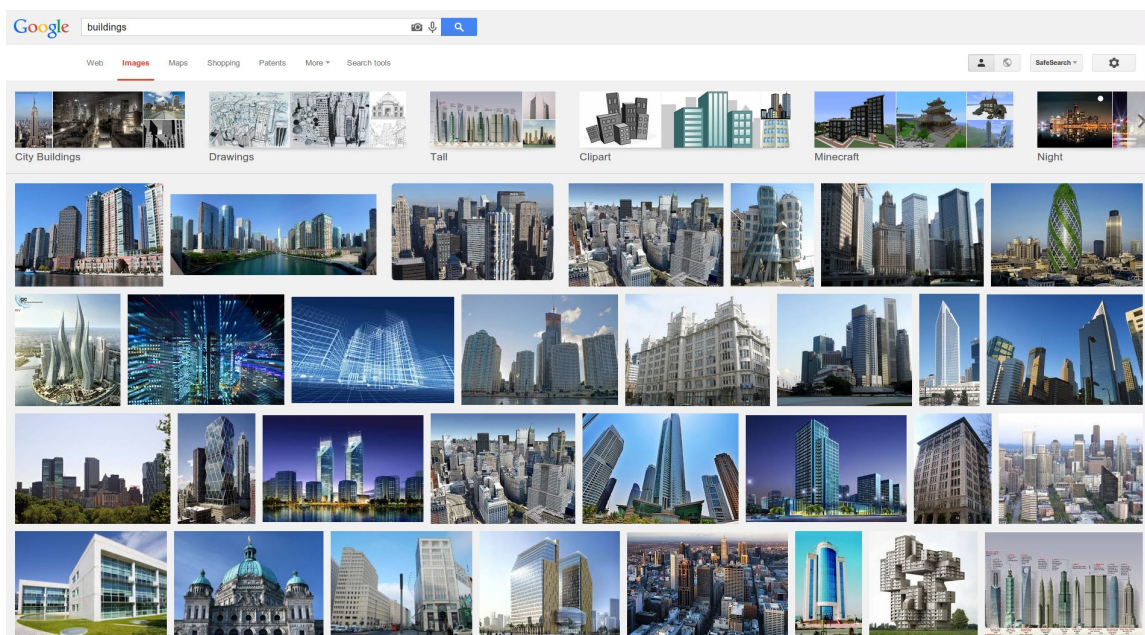 Google buildings
Web Images Maps Shopping Patents More Search tools SafeSearch
City Buildings Drawings Tall Clipart Minecraft Night